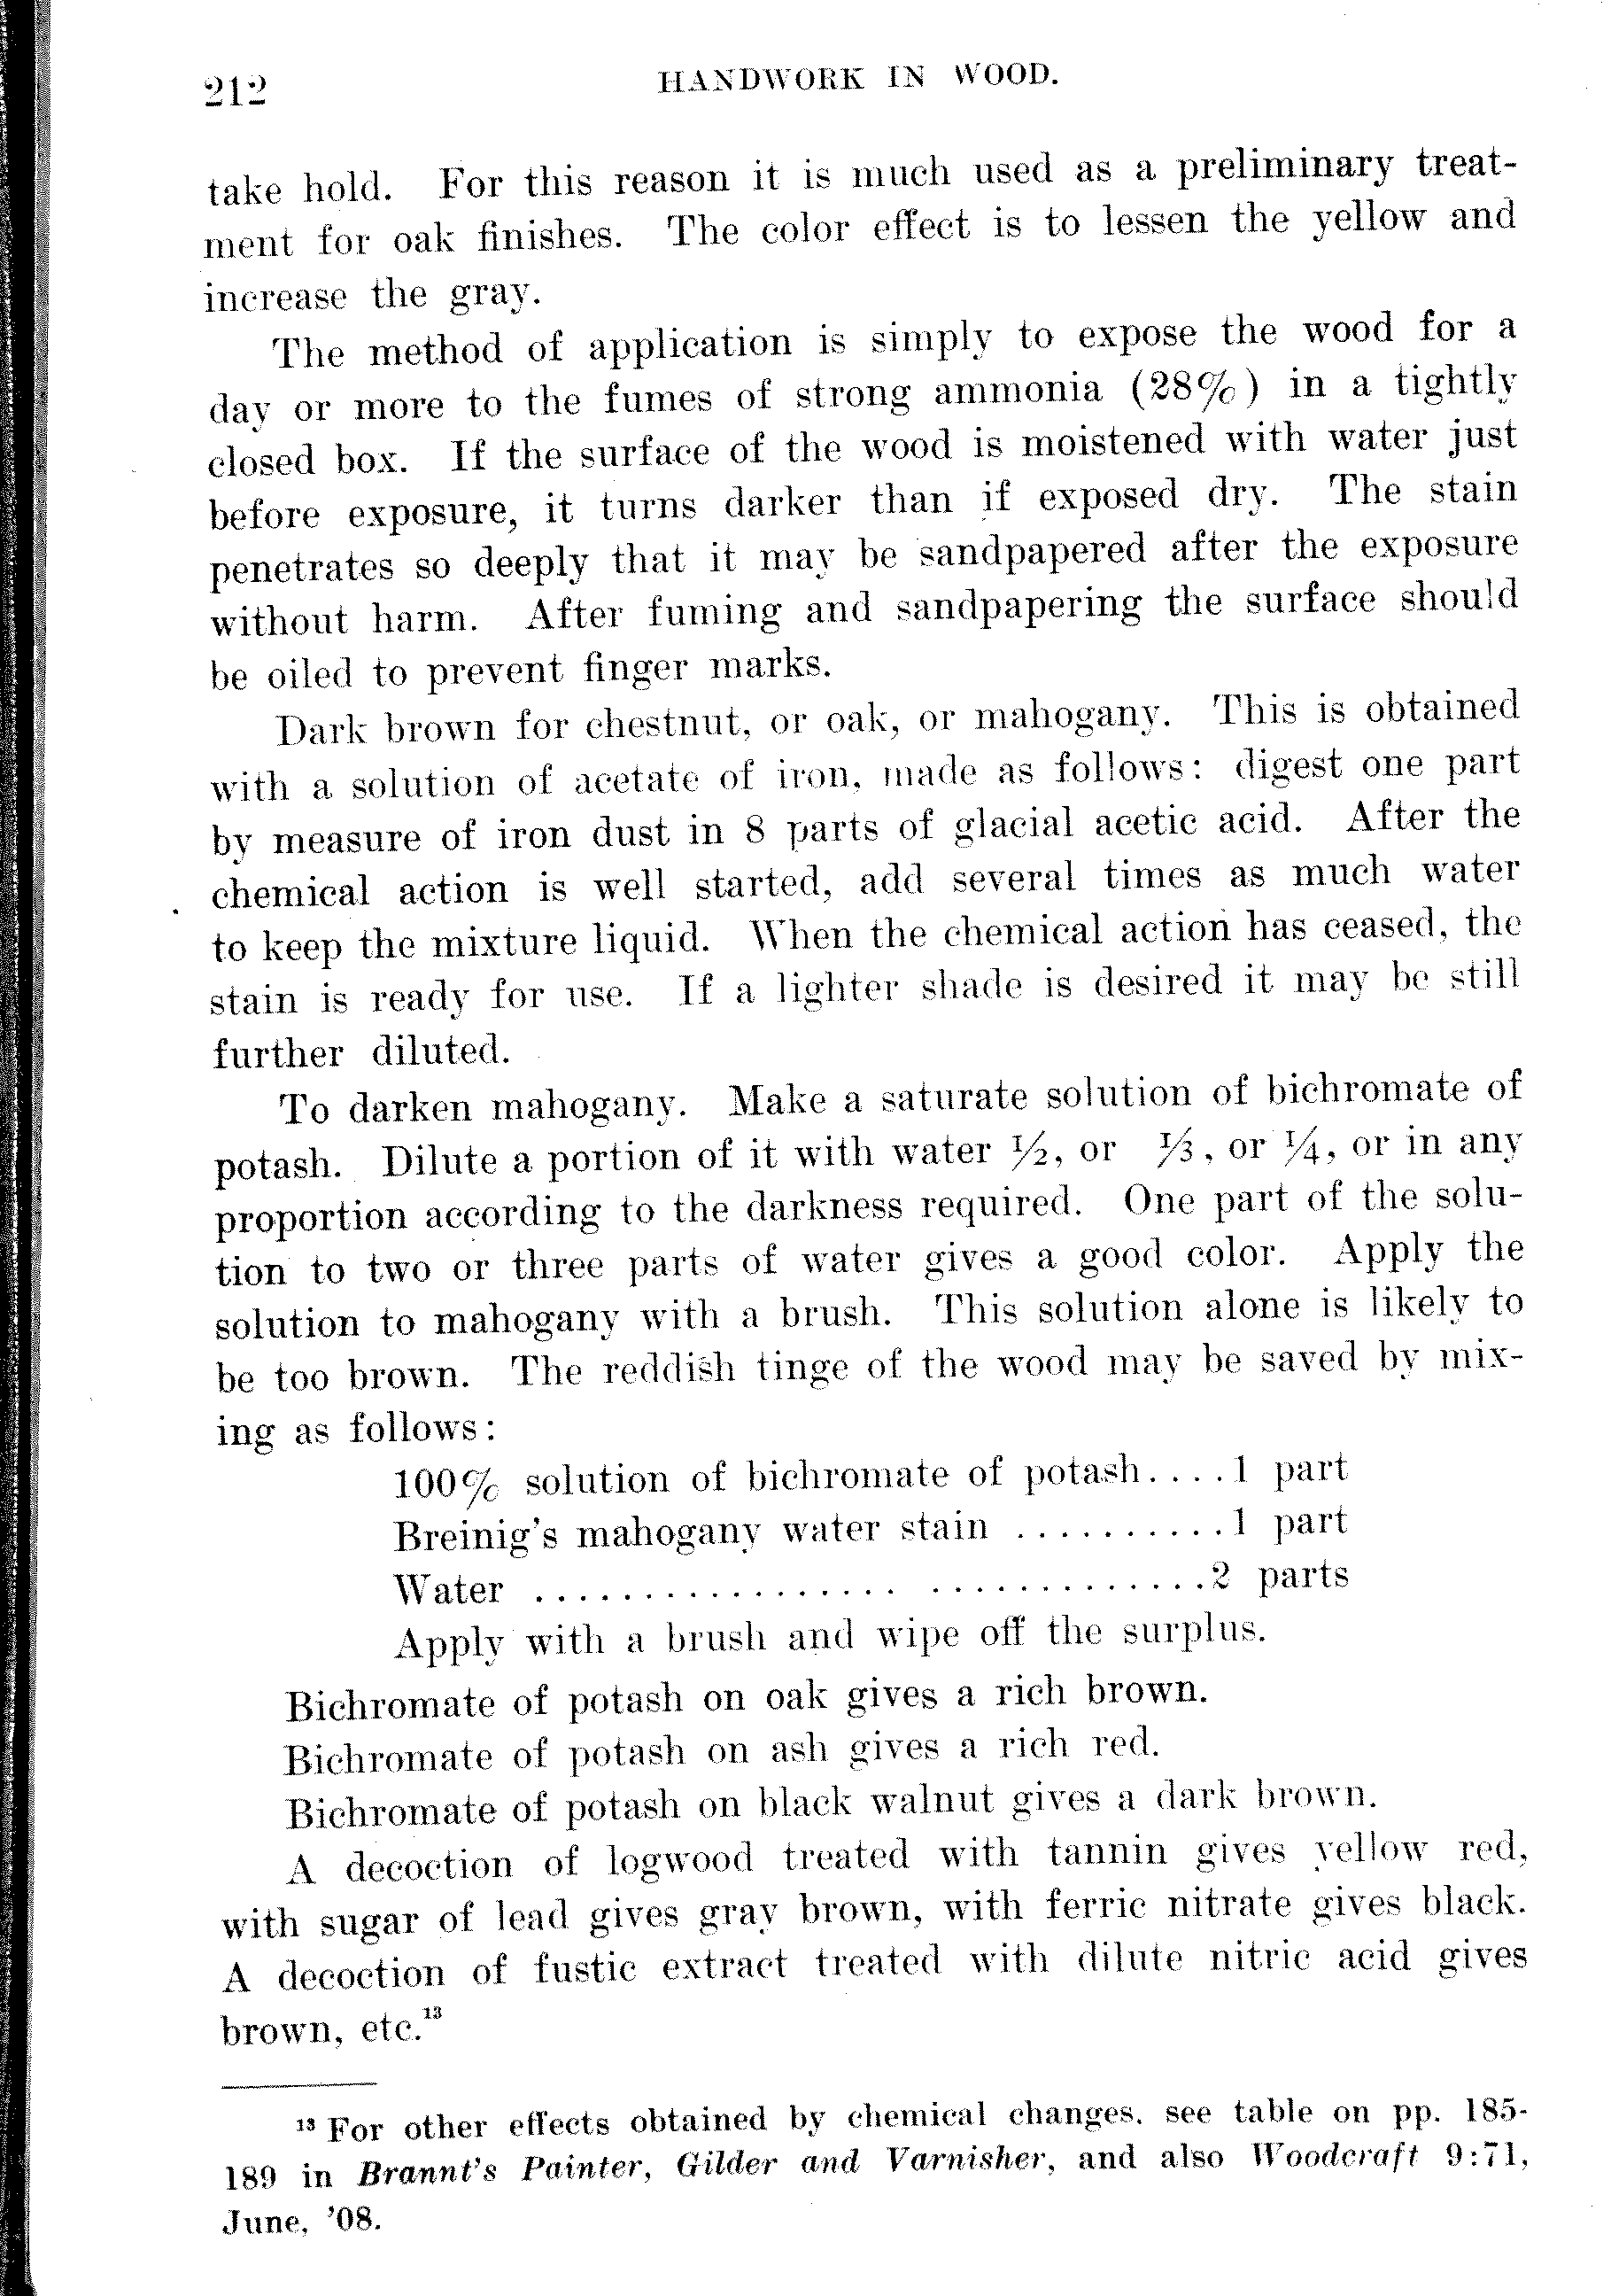 212
HANDWORK IN WOOD.
take hold. For this reason it is much used as a preliminary treat-
ment for oak finishes. The color effect is to lessen the yellow and
increase the gray.
The method of application is simply to expose the wood for a
day or more to the fumes of strong ammonia (28%) in a tightly
closed box. If the surface of the wood is moistened with water just
before exposure, it turns darker than if exposed dry. The stain
penetrates so deeply that it may be sandpapered after the exposure
without harm. After fuming and sandpapering the surface should
be oiled to prevent finger marks.
Dark brown for chestnut, or oak, or mahogany. This is obtained
with a solution of acetate of iron, made as follows: digest one part
by measure of iron dust in 8 parts of glacial acetic acid. After the
chemical action is well started, add several times as much water
to keep the mixture liquid. When the chemical action has ceased, the
stain is ready for use. If a lighter shade is desired it may be still
further diluted.
To darken mahogany. Make a saturate solution of bichromate of
potash. Dilute a portion of it with water ½, or ⅓, or ¼, or in any
proportion according to the darkness required. One part of the solu-
tion to two or three parts of water gives a good color. Apply the
solution to mahogany with a brush. This solution alone is likely to
be too brown. The reddish tinge of the wood may be saved by mix-
ing as follows:
100% solution of bichromate of potash....1 part
Breinig's mahogany water stain ..........1 part
Water ..............................2 parts
Apply with a brush and wipe off the surplus.
Bichromate of potash on oak gives a rich brown.
Bichromate of potash on ash gives a rich red.
Bichromate of potash on black walnut gives a dark brown.
A decoction of logwood treated with tannin gives yellow red,
with sugar of lead gives gray brown, with ferric nitrate gives black.
A decoction of fustic extract treated with dilute nitric acid gives
brown, etc.¹³
¹³ For other effects obtained by chemical changes. see table on pp. 185-
189 in Brannt's Painter, Gilder and Varnisher, and also Woodcraft 9:71,
June, '08.